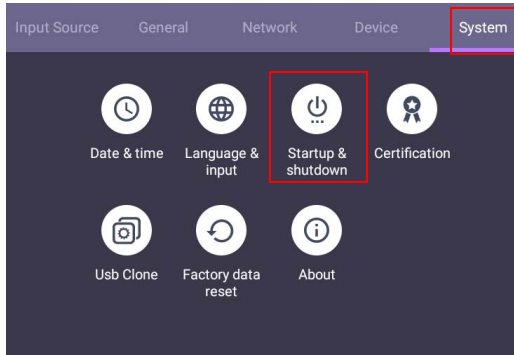 Input Source General Network Device System
Date & time Language & input Startup & shutdown Certification
Usb Clone Factory data reset About